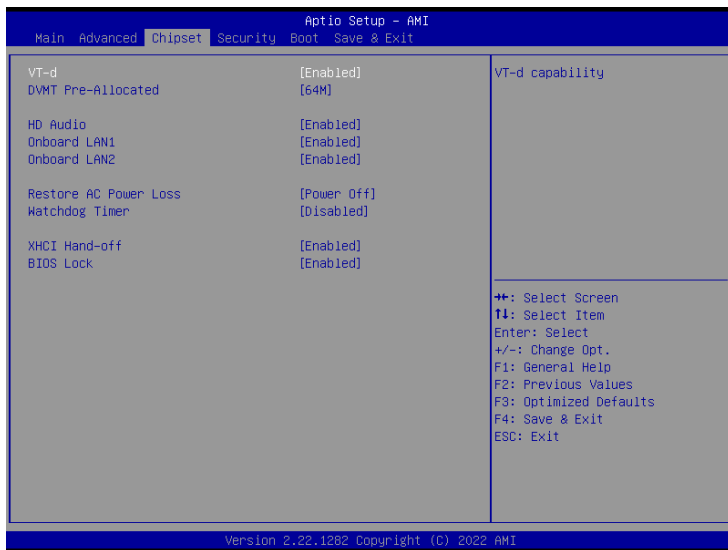 Aptio Setup – AMI
Main Advanced Chipset Security Boot Save & Exit
VT-d [Enabled]
DVMT Pre-Allocated [64M]
HD Audio [Enabled]
Onboard LAN1 [Enabled]
Onboard LAN2 [Enabled]
Restore AC Power Loss [Power Off]
Watchdog Timer [Disabled]
XHCI Hand-off [Enabled]
BIOS Lock [Enabled]
VT-d capability
→←: Select Screen
↑↓: Select Item
Enter: Select
+/-: Change Opt.
F1: General Help
F2: Previous Values
F3: Optimized Defaults
F4: Save & Exit
ESC: Exit
Version 2.22.1282 Copyright (C) 2022 AMI